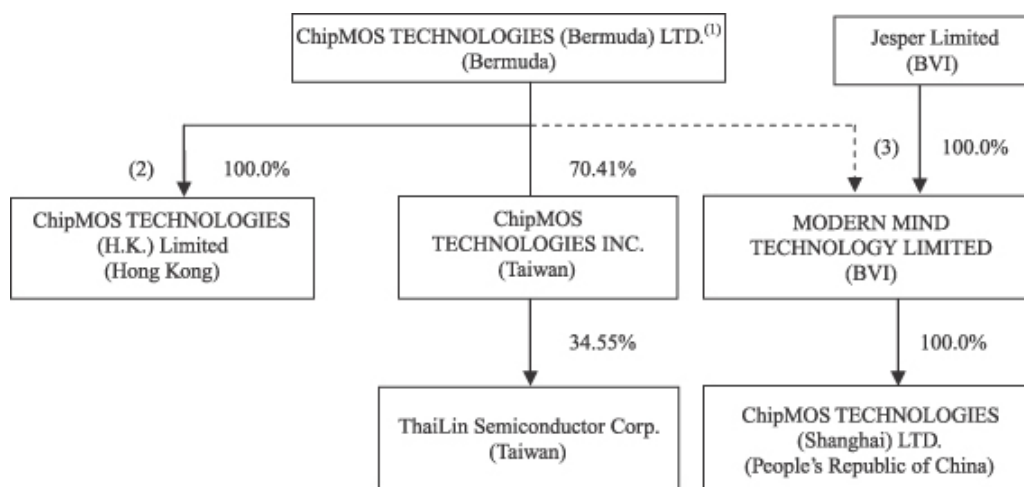 ChipMOS TECHNOLOGIES (Bermuda) LTD.(1)
(Bermuda)
Jesper Limited
(BVI)
(2)
100.0%
70.41%
(3)
100.0%
ChipMOS TECHNOLOGIES
(H.K.) Limited
(Hong Kong)
ChipMOS
TECHNOLOGIES INC.
(Taiwan)
MODERN MIND
TECHNOLOGY LIMITED
(BVI)
34.55%
100.0%
ThaiLin Semiconductor Corp.
(Taiwan)
ChipMOS TECHNOLOGIES
(Shanghai) LTD.
(People's Republic of China)